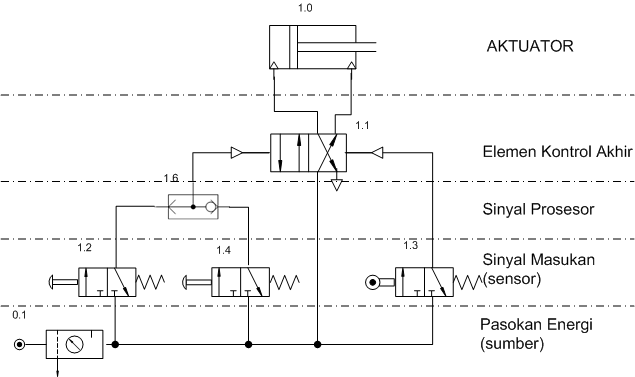 1.0
AKTUATOR
1.1
Elemen Kontrol Akhir
1.6
Sinyal Prosesor
1.2
1.4
1.3
Sinyal Masukan
(sensor)
0.1
Pasokan Energi
(sumber)